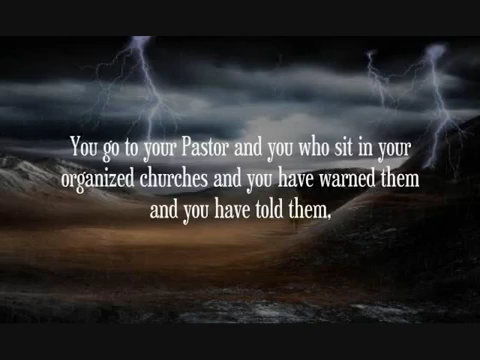 You go to your Pastor and you who sit in your
organized churches and you have warned them
and you have told them,